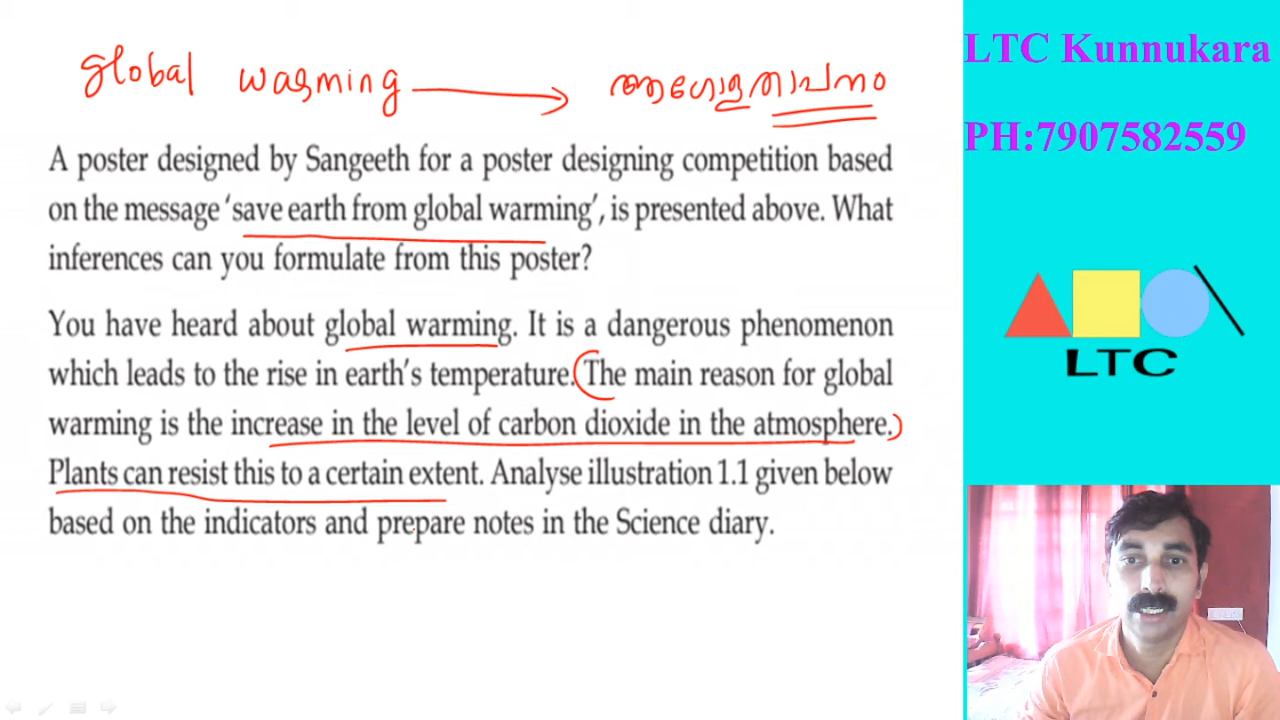 global warming → ആഗോളതാപനം
A poster designed by Sangeeth for a poster designing competition based
on the message ‘save earth from global warming’, is presented above. What
inferences can you formulate from this poster?
You have heard about global warming. It is a dangerous phenomenon
which leads to the rise in earth’s temperature. (The main reason for global
warming is the increase in the level of carbon dioxide in the atmosphere.)
Plants can resist this to a certain extent. Analyse illustration 1.1 given below
based on the indicators and prepare notes in the Science diary.
LTC Kunnukara
PH:7907582559
LTC